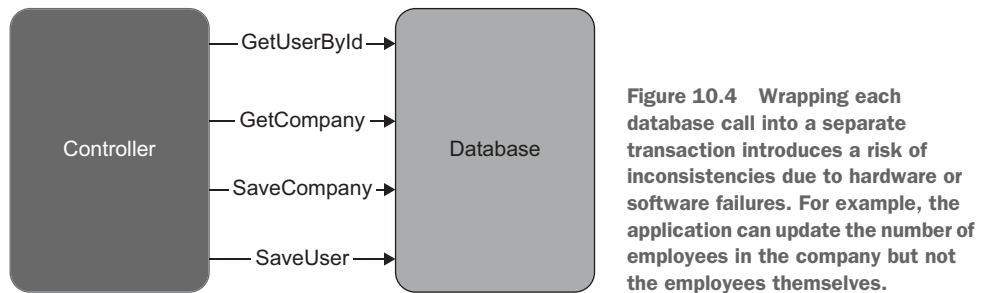 Controller
GetUserById
GetCompany
SaveCompany
SaveUser
Database
Figure 10.4 Wrapping each
database call into a separate
transaction introduces a risk of
inconsistencies due to hardware or
software failures. For example, the
application can update the number of
employees in the company but not
the employees themselves.